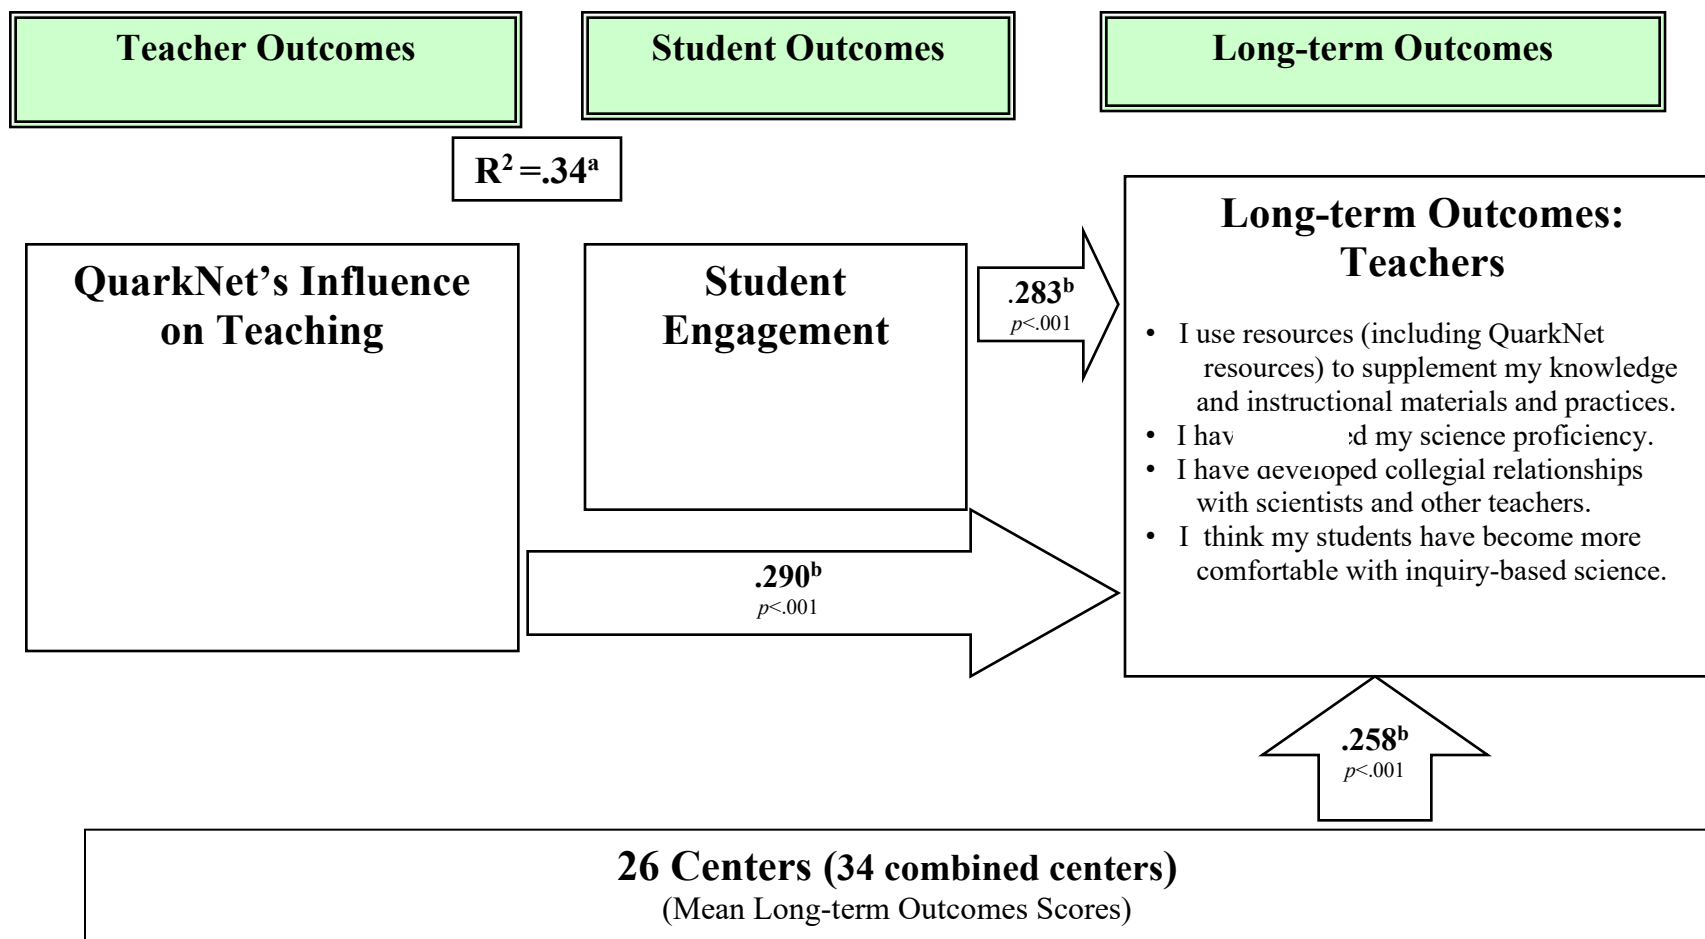 Teacher Outcomes
Student Outcomes
Long-term Outcomes
R² =.34ᵃ
QuarkNet’s Influence
on Teaching
Student
Engagement
.283ᵇ
p<.001
.290ᵇ
p<.001
Long-term Outcomes:
Teachers
• I use resources (including QuarkNet
resources) to supplement my knowledge
and instructional materials and practices.
• I my science proficiency.
• I have developed collegial relationships
with scientists and other teachers.
• I think my students have become more
comfortable with inquiry-based science.
.258ᵇ
p<.001
26 Centers (34 combined centers)
(Mean Long-term Outcomes Scores)